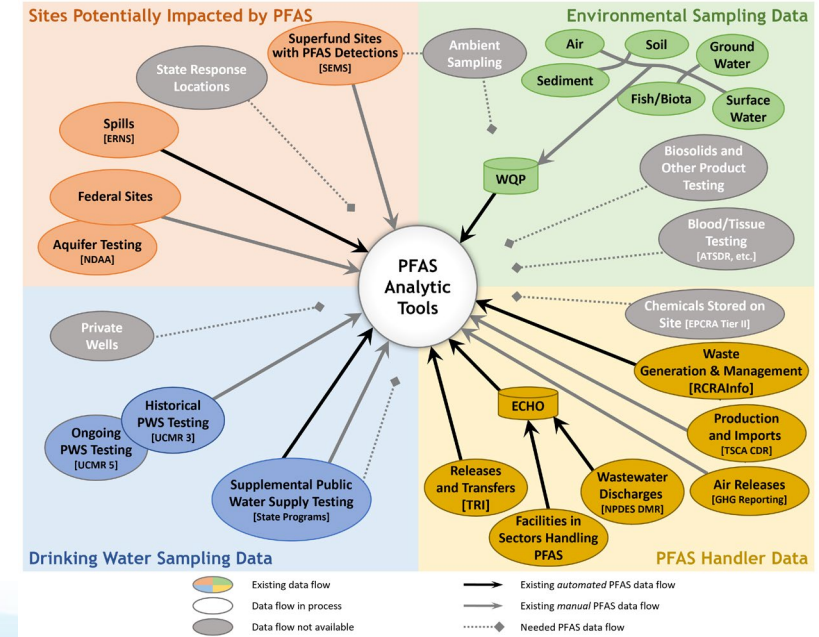 Sites Potentially Impacted by PFAS
Environmental Sampling Data
Superfund Sites
with PFAS Detections
[SEMS]
State Response
Locations
Spills
[ERNS]
Federal Sites
Aquifer Testing
[NDAA]
Ambient
Sampling
Air
Soil
Ground
Water
Sediment
Fish/Biota
Surface
Water
WQP
Biosolids and
Other Product
Testing
Blood/Tissue
Testing
[ATSDR, etc.]
PFAS
Analytic
Tools
Private
Wells
Historical
PWS Testing
[UCMR 3]
Ongoing
PWS Testing
[UCMR 5]
Supplemental Public
Water Supply Testing
[State Programs]
Chemicals Stored on
Site [EPCRA Tier II]
Waste
Generation & Management
[RCRAInfo]
ECHO
Production
and Imports
[TSCA CDR]
Releases
and Transfers
[TRI]
Wastewater
Discharges
[NPDES DMR]
Air Releases
[GHG Reporting]
Facilities in
Sectors Handling
PFAS
Drinking Water Sampling Data
PFAS Handler Data
Existing data flow
Data flow in process
Data flow not available
Existing automated PFAS data flow
Existing manual PFAS data flow
Needed PFAS data flow